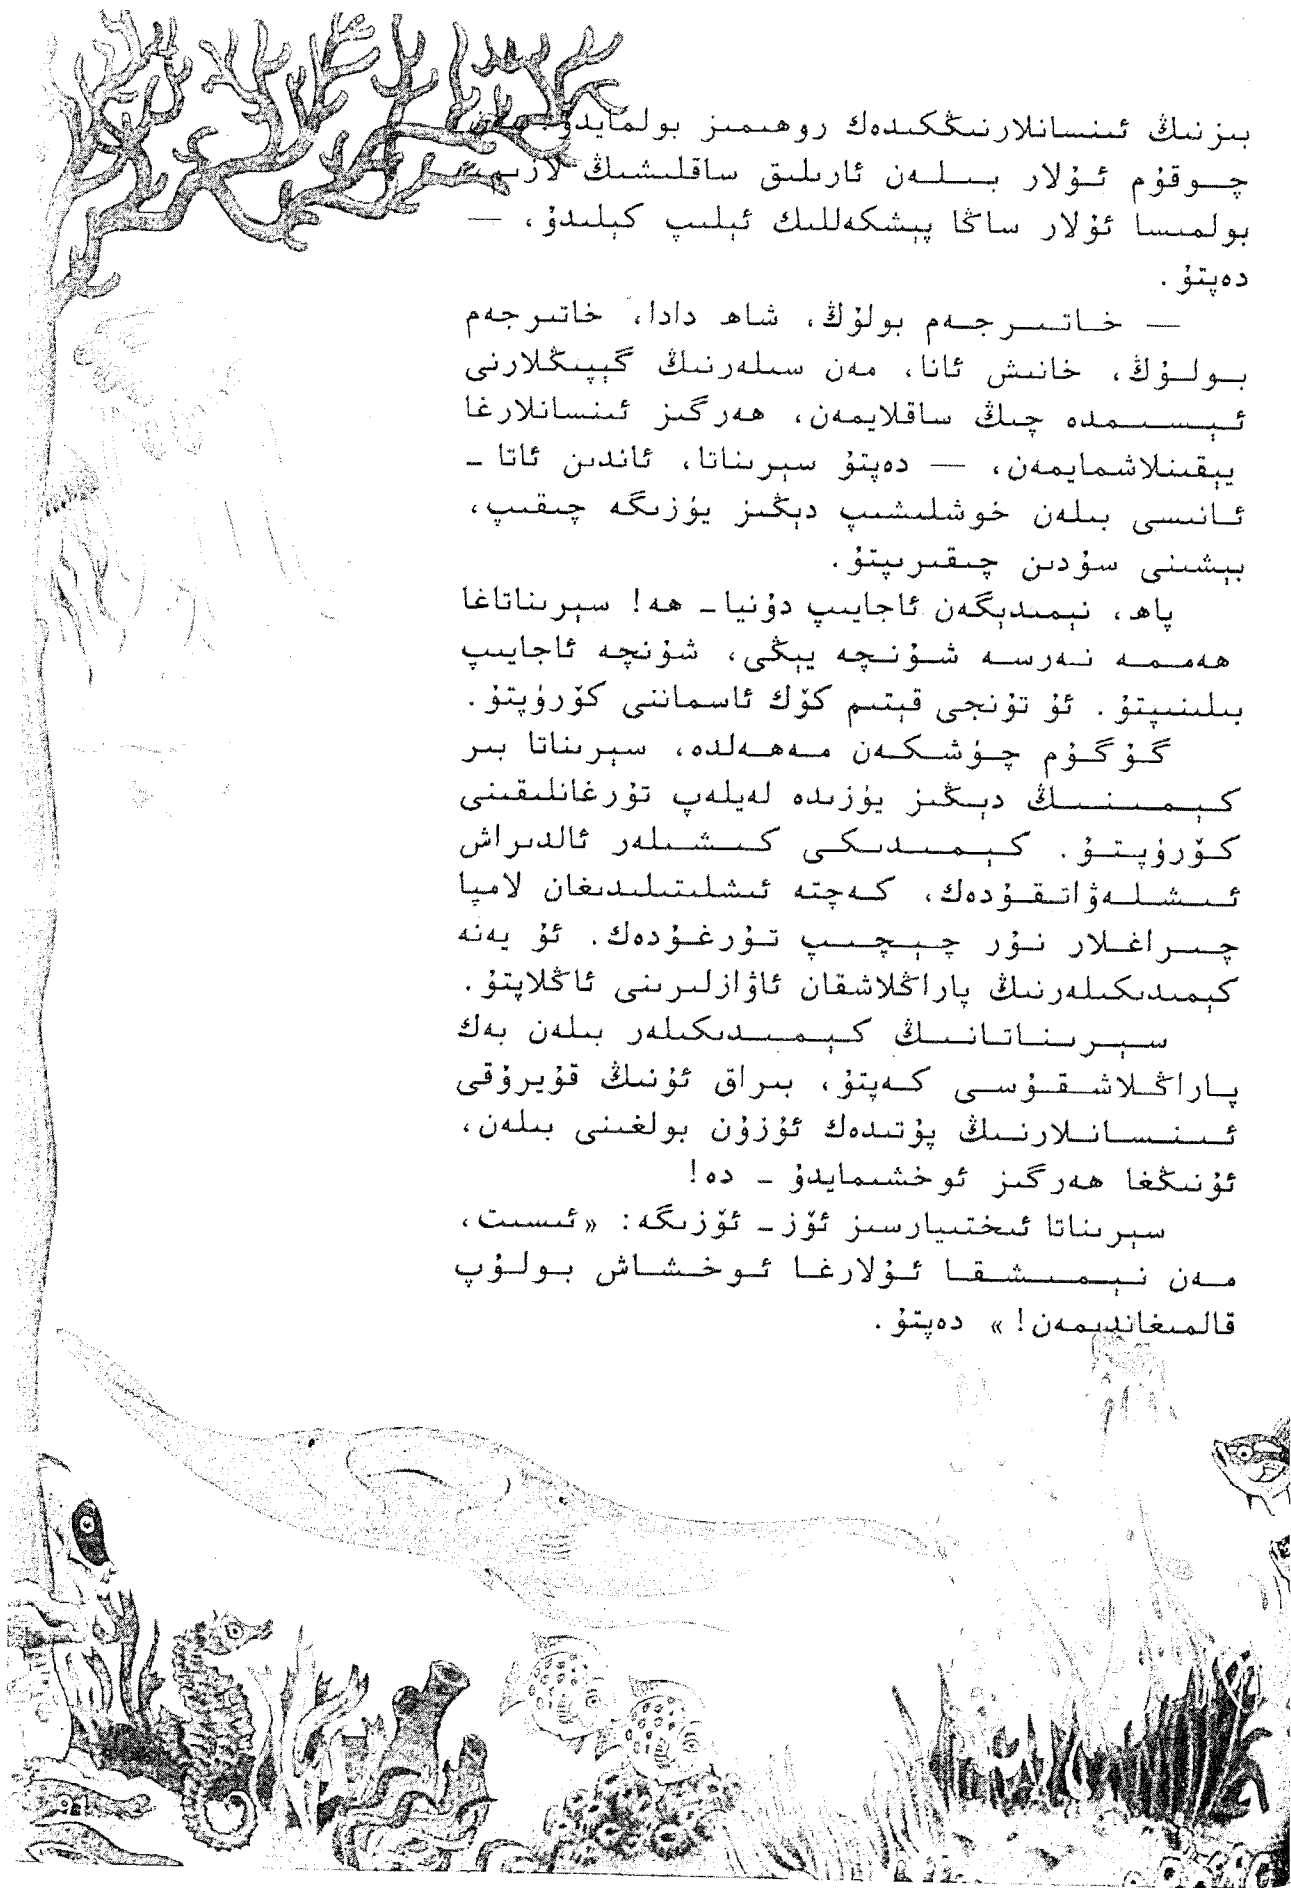 بىزنىڭ ئىنسانلارنىڭكىدەك روھىمىز بولمايدۇ.
چوقۇم ئۇلار بىلەن ئارىلىق ساقلىشىڭ لازىم،
بولمىسا ئۇلار ساڭا پېشكەللىك ئېلىپ كېلىدۇ، —
دەپتۇ.
— خاتىرجەم بولۇڭ، شاھ دادا، خاتىرجەم
بولۇڭ، خانىش ئانا، مەن سىلەرنىڭ گېپىڭلارنى
ئېسىمدە چىڭ ساقلايمەن، ھەرگىز ئىنسانلارغا
يېقىنلاشمايمەن، — دەپتۇ سېرىناتا، ئاندىن ئاتا ـ
ئانىسى بىلەن خوشلىشىپ دېڭىز يۈزىگە چىقىپ،
بېشىنى سۇدىن چىقىرىپتۇ.
پاھ، نېمىدېگەن ئاجايىپ دۇنيا ـ ھە! سېرىناتاغا
ھەممە نەرسە شۇنچە يېڭى، شۇنچە ئاجايىپ
بىلىنىپتۇ. ئۇ تۇنجى قېتىم كۆك ئاسماننى كۆرۈپتۇ.
گۇگۇم چۈشكەن مەھەلدە، سېرىناتا بىر
كېمىنىڭ دېڭىز يۈزىدە لەيلەپ تۇرغانلىقىنى
كۆرۈپتۇ. كېمىدىكى كىشىلەر ئالدىراش
ئىشلەۋاتقۇدەك، كەچتە ئىشلىتىلىدىغان لامپا
چىراغلار نۇر چېچىپ تۇرغۇدەك. ئۇ يەنە
كېمىدىكىلەرنىڭ پاراڭلاشقان ئاۋازلىرىنى ئاڭلاپتۇ.
سېرىناتانىڭ كېمىدىكىلەر بىلەن بەك
پاراڭلاشقۇسى كەپتۇ، بىراق ئۇنىڭ قۇيرۇقى
ئىنسانلارنىڭ پۇتىدەك ئۇزۇن بولغىنى بىلەن،
ئۇنىڭغا ھەرگىز ئوخشىمايدۇ ـ دە!
سېرىناتا ئىختىيارسىز ئۆز ـ ئۆزىگە: «ئىسىت،
مەن نېمىشقا ئۇلارغا ئوخشاش بولۇپ
قالمىغاندىمەن!» دەپتۇ.